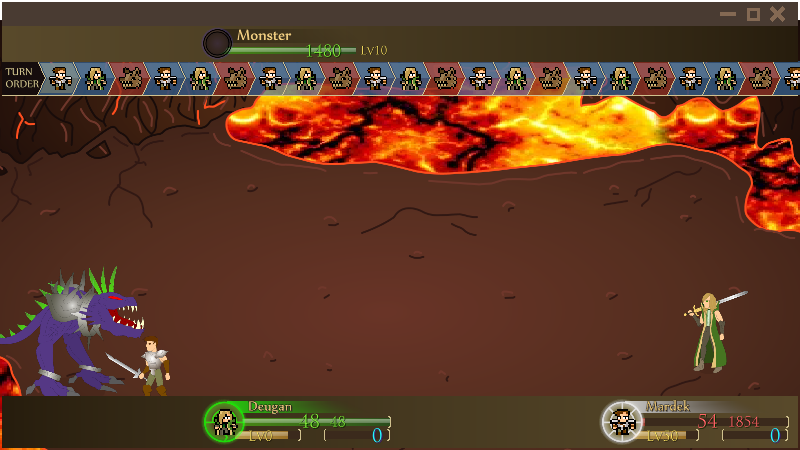 Monster
1480 Lv10
TURN
ORDER
Deugan
48 48
Lv0 0
Mardek
54 1854
Lv50 0